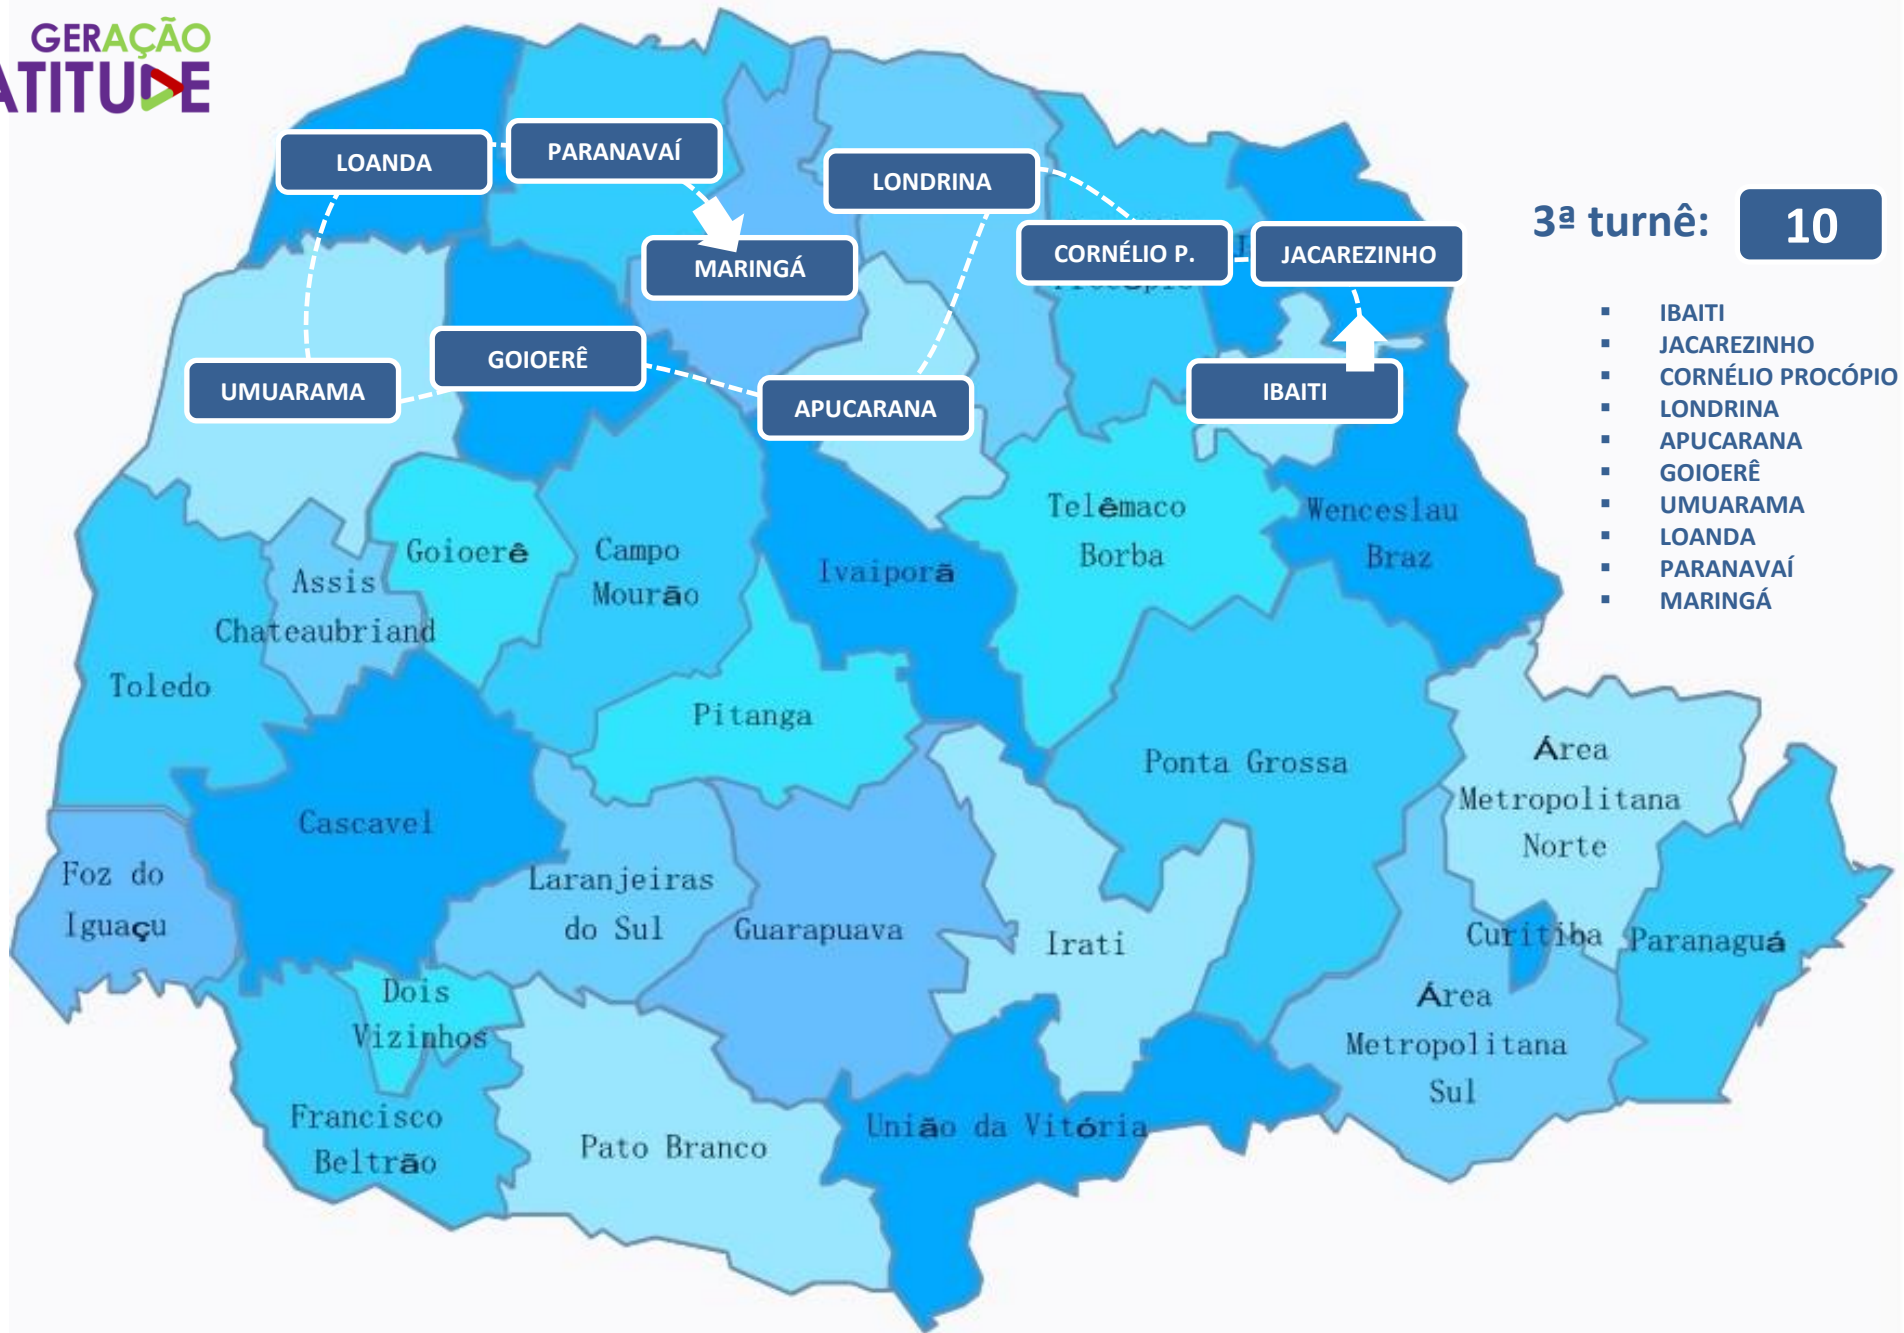 GERAÇÃO
ATITUDE
LOANDA
PARANAVAÍ
LONDRINA
MARINGÁ
CORNÉLIO P.
JACAREZINHO
GOIOERÊ
UMUARAMA
APUCARANA
IBAITI
3ª turnê: 10
▪ IBAITI
▪ JACAREZINHO
▪ CORNÉLIO PROCÓPIO
▪ LONDRINA
▪ APUCARANA
▪ GOIOERÊ
▪ UMUARAMA
▪ LOANDA
▪ PARANAVAÍ
▪ MARINGÁ
Telêmaco
Borba
Wenceslau
Braz
Goioerê
Campo
Mourão
Ivaiporã
Assis
Chateaubriand
Toledo
Pitanga
Ponta Grossa
Área
Metropolitana
Norte
Cascavel
Foz do
Iguaçu
Laranjeiras
do Sul
Guarapuava
Irati
Curitiba
Paranaguá
Dois
Vizinhos
Área
Metropolitana
Sul
Francisco
Beltrão
Pato Branco
União da Vitória